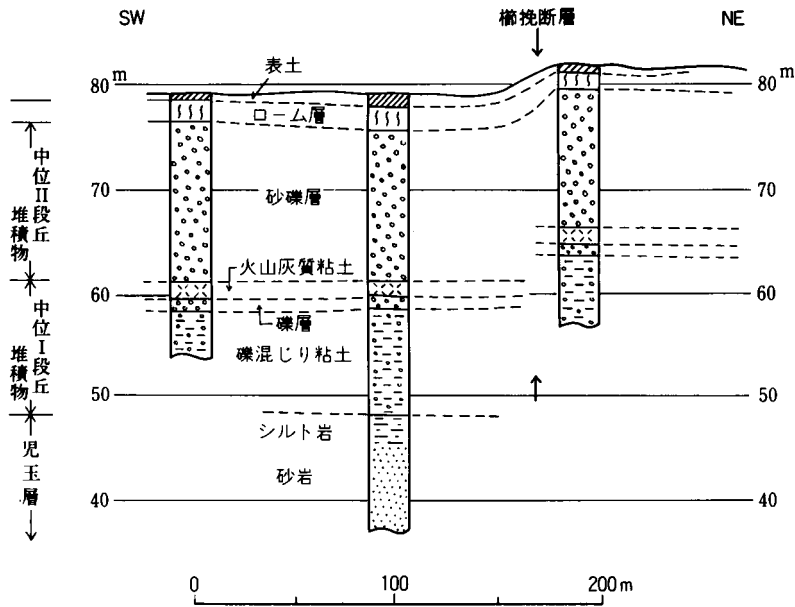 SW
櫛挽断層
NE
80 m
80 m
表土
ローム層
70
砂礫層
70
火山灰質粘土
60
60
礫層
礫混じり粘土
50
50
シルト岩
砂岩
40
40
中位II段丘
堆積物
中位I段丘
堆積物
児玉層
0
100
200 m